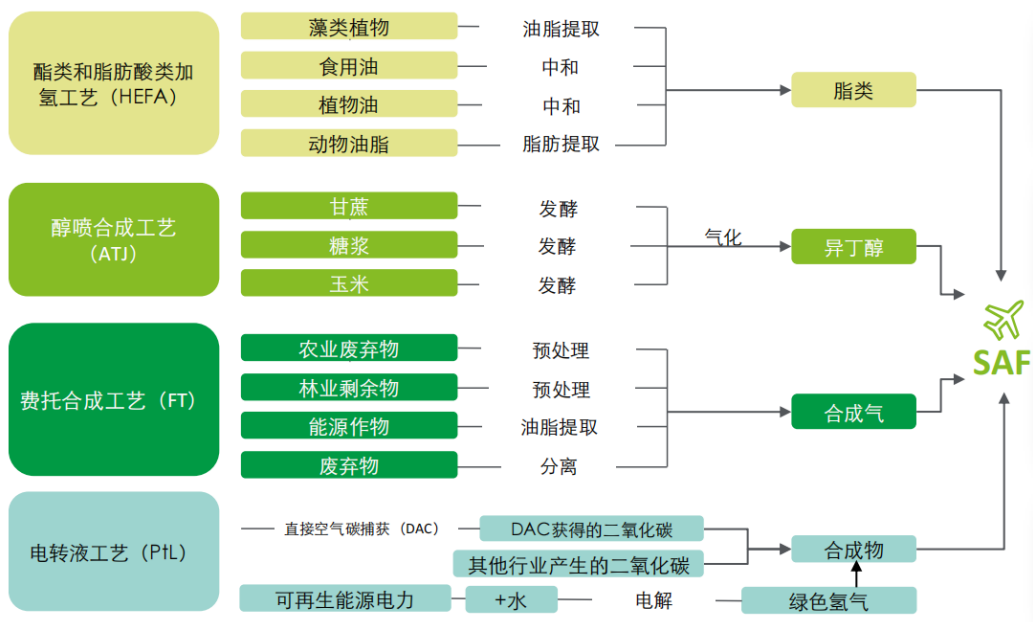 酯类和脂肪酸类加
氢工艺（HEFA）
藻类植物
油脂提取
食用油
中和
植物油
中和
动物油脂
脂肪提取
脂类
醇喷合成工艺
（ATJ）
甘蔗
发酵
糖浆
发酵
玉米
发酵
气化
异丁醇
SAF
费托合成工艺（FT）
农业废弃物
预处理
林业剩余物
预处理
能源作物
油脂提取
废弃物
分离
合成气
电转液工艺（PtL）
直接空气碳捕获（DAC）
DAC获得的二氧化碳
其他行业产生的二氧化碳
合成物
可再生能源电力
+水
电解
绿色氢气